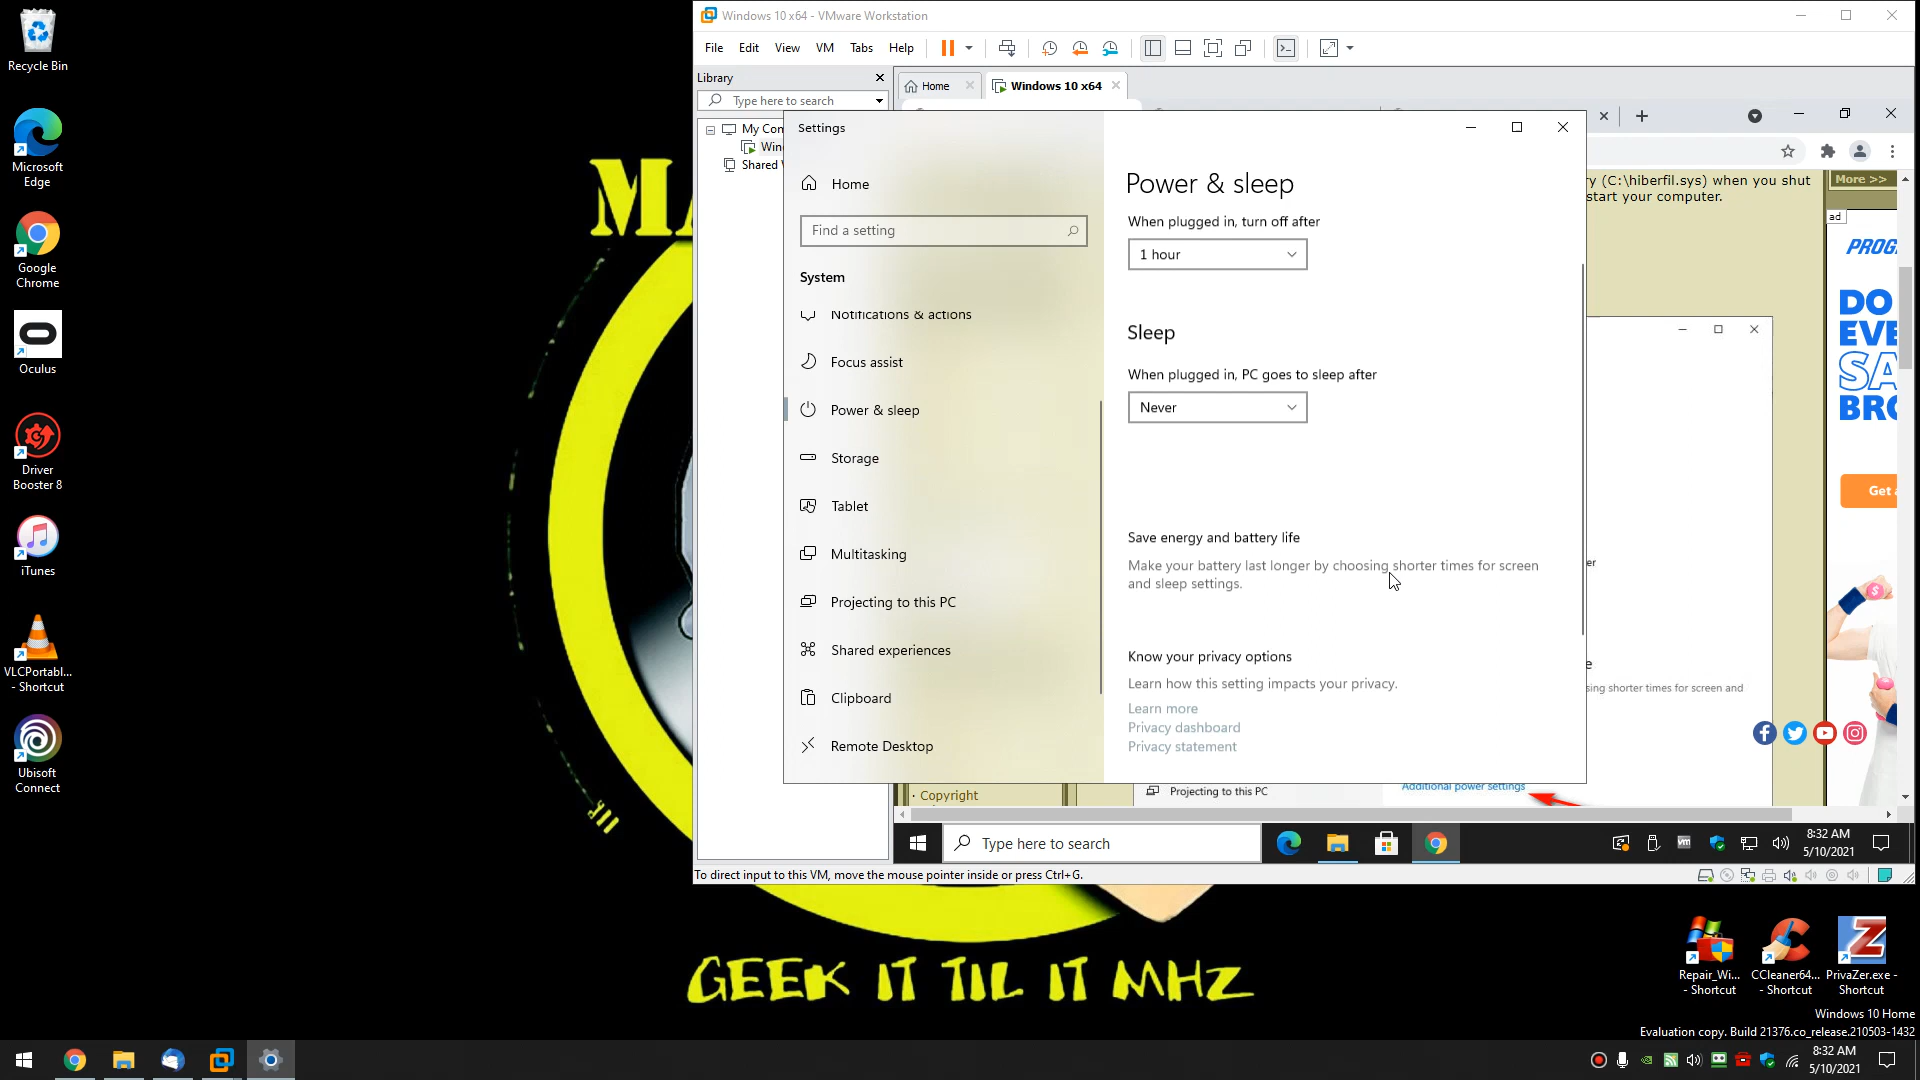 Recycle Bin
Microsoft
Edge
Google
Chrome
Oculus
Driver
Booster 8
iTunes
VLCPortabl...
- Shortcut
Ubisoft
Connect
MA
GEEK IT TIL IT MHZ
Windows 10 x64 - VMware Workstation
File Edit View VM Tabs Help
Library
Type here to search
My Con
Wind
Shared
Home
Windows 10 x64
Settings
Home
Find a setting
System
Notifications & actions
Focus assist
Power & sleep
Storage
Tablet
Multitasking
Projecting to this PC
Shared experiences
Clipboard
Remote Desktop
Power & sleep
When plugged in, turn off after
1 hour
Sleep
When plugged in, PC goes to sleep after
Never
Save energy and battery life
Make your battery last longer by choosing shorter times for screen
and sleep settings.
Know your privacy options
Learn how this setting impacts your privacy.
Learn more
Privacy dashboard
Privacy statement
ry (C:\hiberfil.sys) when you shut
start your computer.
More >>
ad
PROG
DO
EVE
SA
BRO
Get a
er
e
sing shorter times for screen and
· Copyright
Projecting to this PC
Additional power settings
Type here to search
8:32 AM
5/10/2021
To direct input to this VM, move the mouse pointer inside or press Ctrl+G.
Repair_Wi...
- Shortcut
CCleaner64...
- Shortcut
PrivaZer.exe -
Shortcut
Windows 10 Home
Evaluation copy. Build 21376.co_release.210503-1432
8:32 AM
5/10/2021